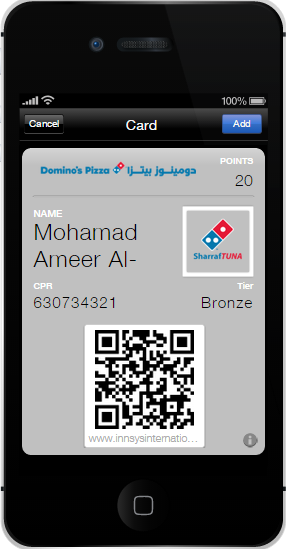 100%
Cancel
Card
Add
Domino's Pizza دومينوز بيتزا
POINTS
20
NAME
Mohamad
Ameer Al-
SharrafTUNA
CPR
Tier
630734321
Bronze
www.innsysinternatio...